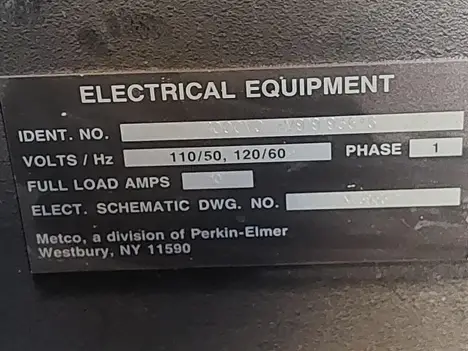 ELECTRICAL EQUIPMENT
IDENT. NO.
VOLTS / Hz 110/50, 120/60 PHASE 1
FULL LOAD AMPS
ELECT. SCHEMATIC DWG. NO.
Metco, a division of Perkin-Elmer
Westbury, NY 11590